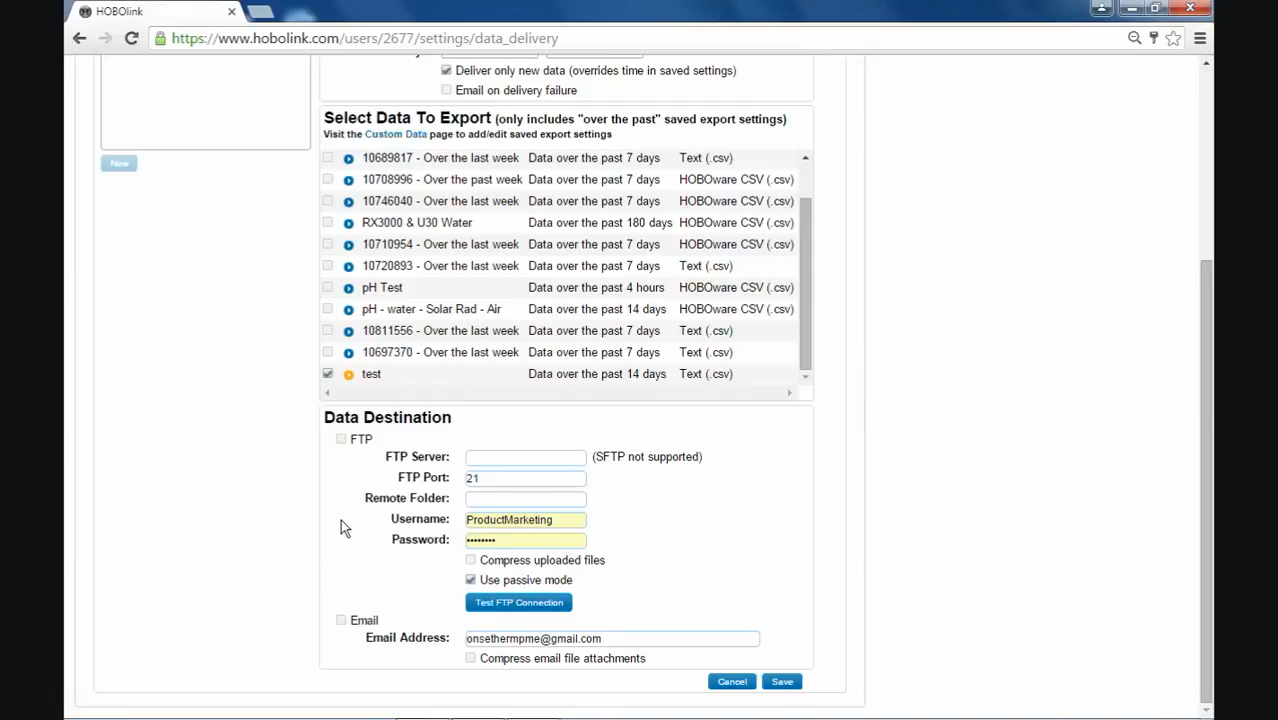 HOBOlink
https://www.hobolink.com/users/2677/settings/data_delivery
Deliver only new data (overrides time in saved settings)
Email on delivery failure
Select Data To Export (only includes "over the past" saved export settings)
Visit the Custom Data page to add/edit saved export settings
New
10689817 - Over the last week Data over the past 7 days Text (.csv)
10708996 - Over the past week Data over the past 7 days HOBOware CSV (.csv)
10746040 - Over the last week Data over the past 7 days HOBOware CSV (.csv)
RX3000 & U30 Water Data over the past 180 days HOBOware CSV (.csv)
10710954 - Over the last week Data over the past 7 days HOBOware CSV (.csv)
10720893 - Over the last week Data over the past 7 days Text (.csv)
pH Test Data over the past 4 hours HOBOware CSV (.csv)
pH - water - Solar Rad - Air Data over the past 14 days HOBOware CSV (.csv)
10811556 - Over the last week Data over the past 7 days Text (.csv)
10697370 - Over the last week Data over the past 7 days Text (.csv)
test Data over the past 14 days Text (.csv)
Data Destination
FTP
FTP Server: (SFTP not supported)
FTP Port: 21
Remote Folder:
Username: ProductMarketing
Password: ••••••••
Compress uploaded files
Use passive mode
Test FTP Connection
Email
Email Address: onsethermpme@gmail.com
Compress email file attachments
Cancel Save